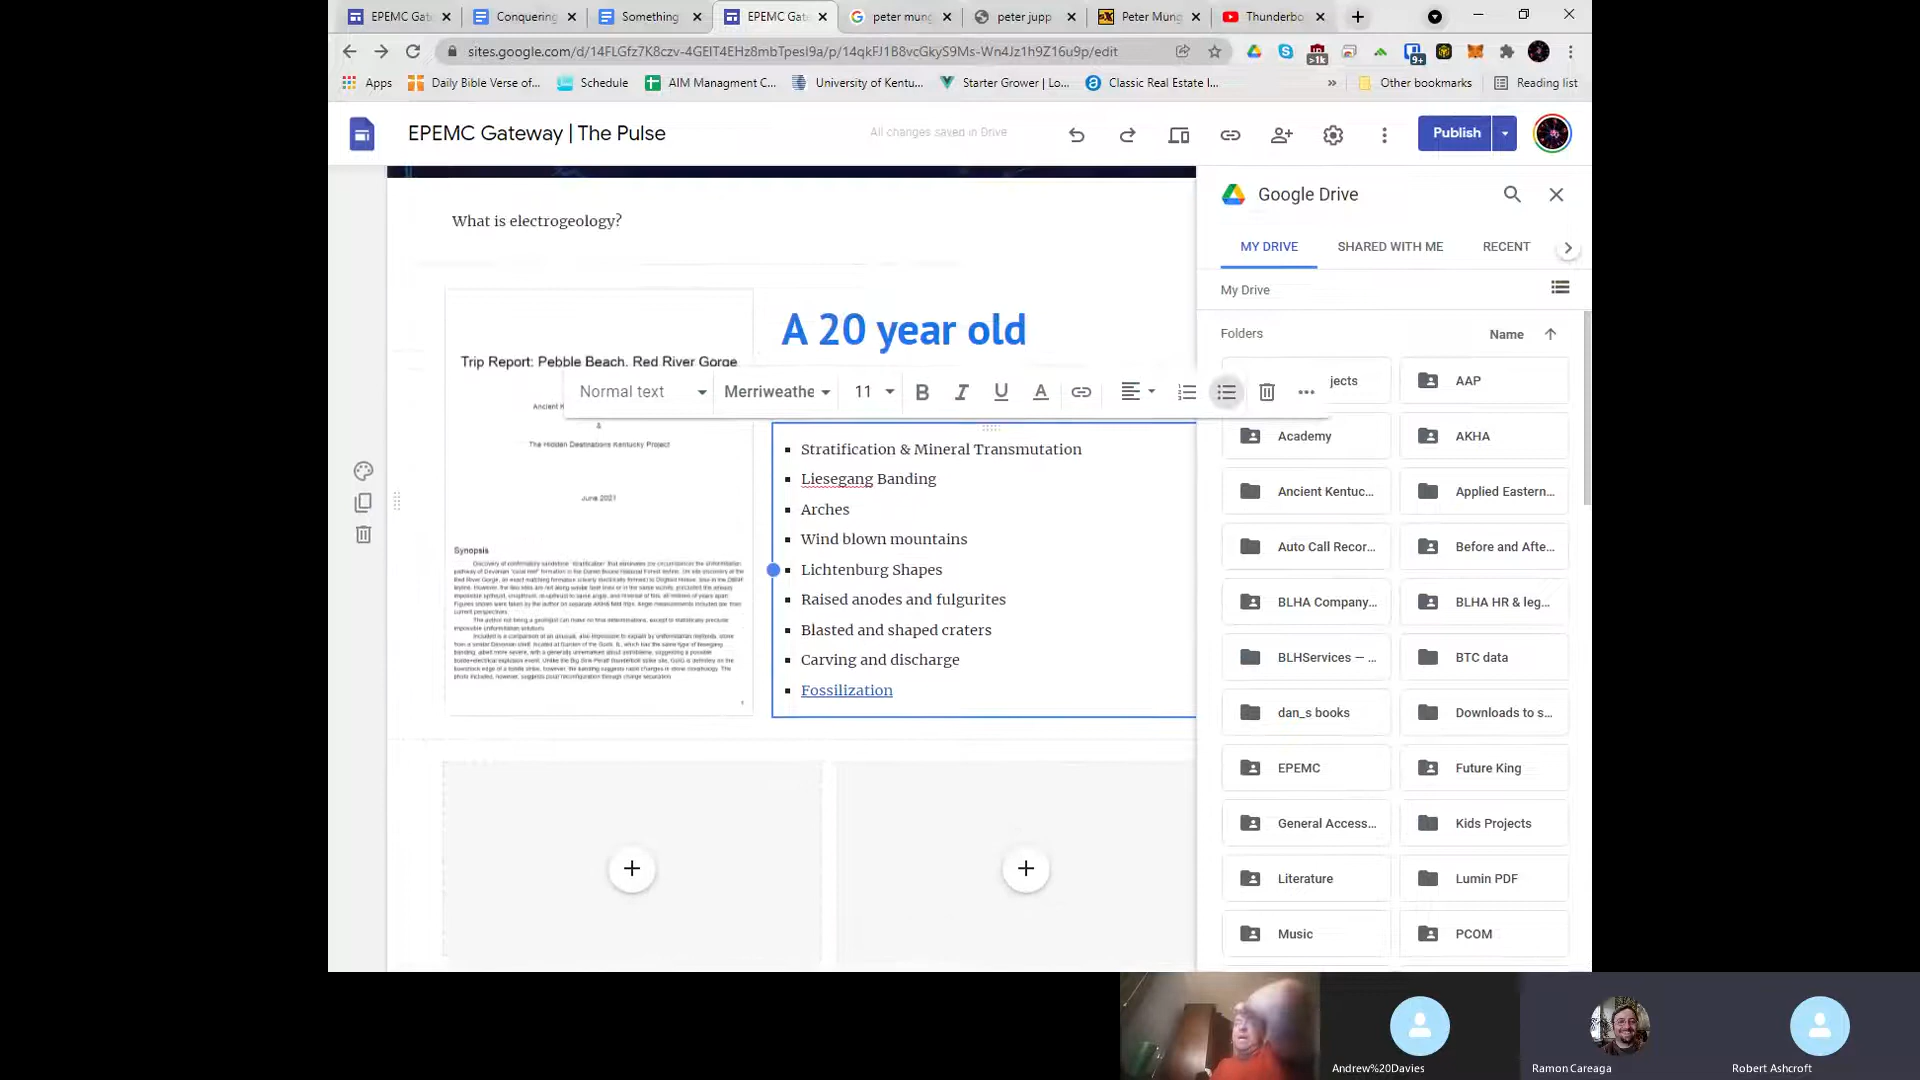 EPEMC Gat
Conquering
Something
EPEMC Gat
peter mung
peter jupp
Peter Mung
Thunderbo
sites.google.com/d/14FLGfz7K8czv-4GEIT4EHz8mbTpesI9a/p/14qkFJ1B8vcGkyS9Ms-Wn4Jz1h9Z16u9p/edit
>1k
9+
Apps
Daily Bible Verse of...
Schedule
AIM Managment C...
University of Kentu...
Starter Grower | Lo...
Classic Real Estate I...
»
Other bookmarks
Reading list
EPEMC Gateway | The Pulse
All changes saved in Drive
Publish
What is electrogeology?
Trip Report: Pebble Beach, Red River Gorge
&
The Hidden Destinations Kentucky Project
June 2021
Synopsis
A 20 year old
Normal text
Merriweathe
11
Stratification & Mineral Transmutation
Liesegang Banding
Arches
Wind blown mountains
Lichtenburg Shapes
Raised anodes and fulgurites
Blasted and shaped craters
Carving and discharge
Fossilization
Google Drive
MY DRIVE
SHARED WITH ME
RECENT
My Drive
Folders
Name
jects
AAP
Academy
AKHA
Ancient Kentuc...
Applied Eastern...
Auto Call Recor...
Before and Afte...
BLHA Company...
BLHA HR & leg...
BLHServices — ...
BTC data
dan_s books
Downloads to s...
EPEMC
Future King
General Access...
Kids Projects
Literature
Lumin PDF
Music
PCOM
Andrew%20Davies
Ramon Careaga
Robert Ashcroft